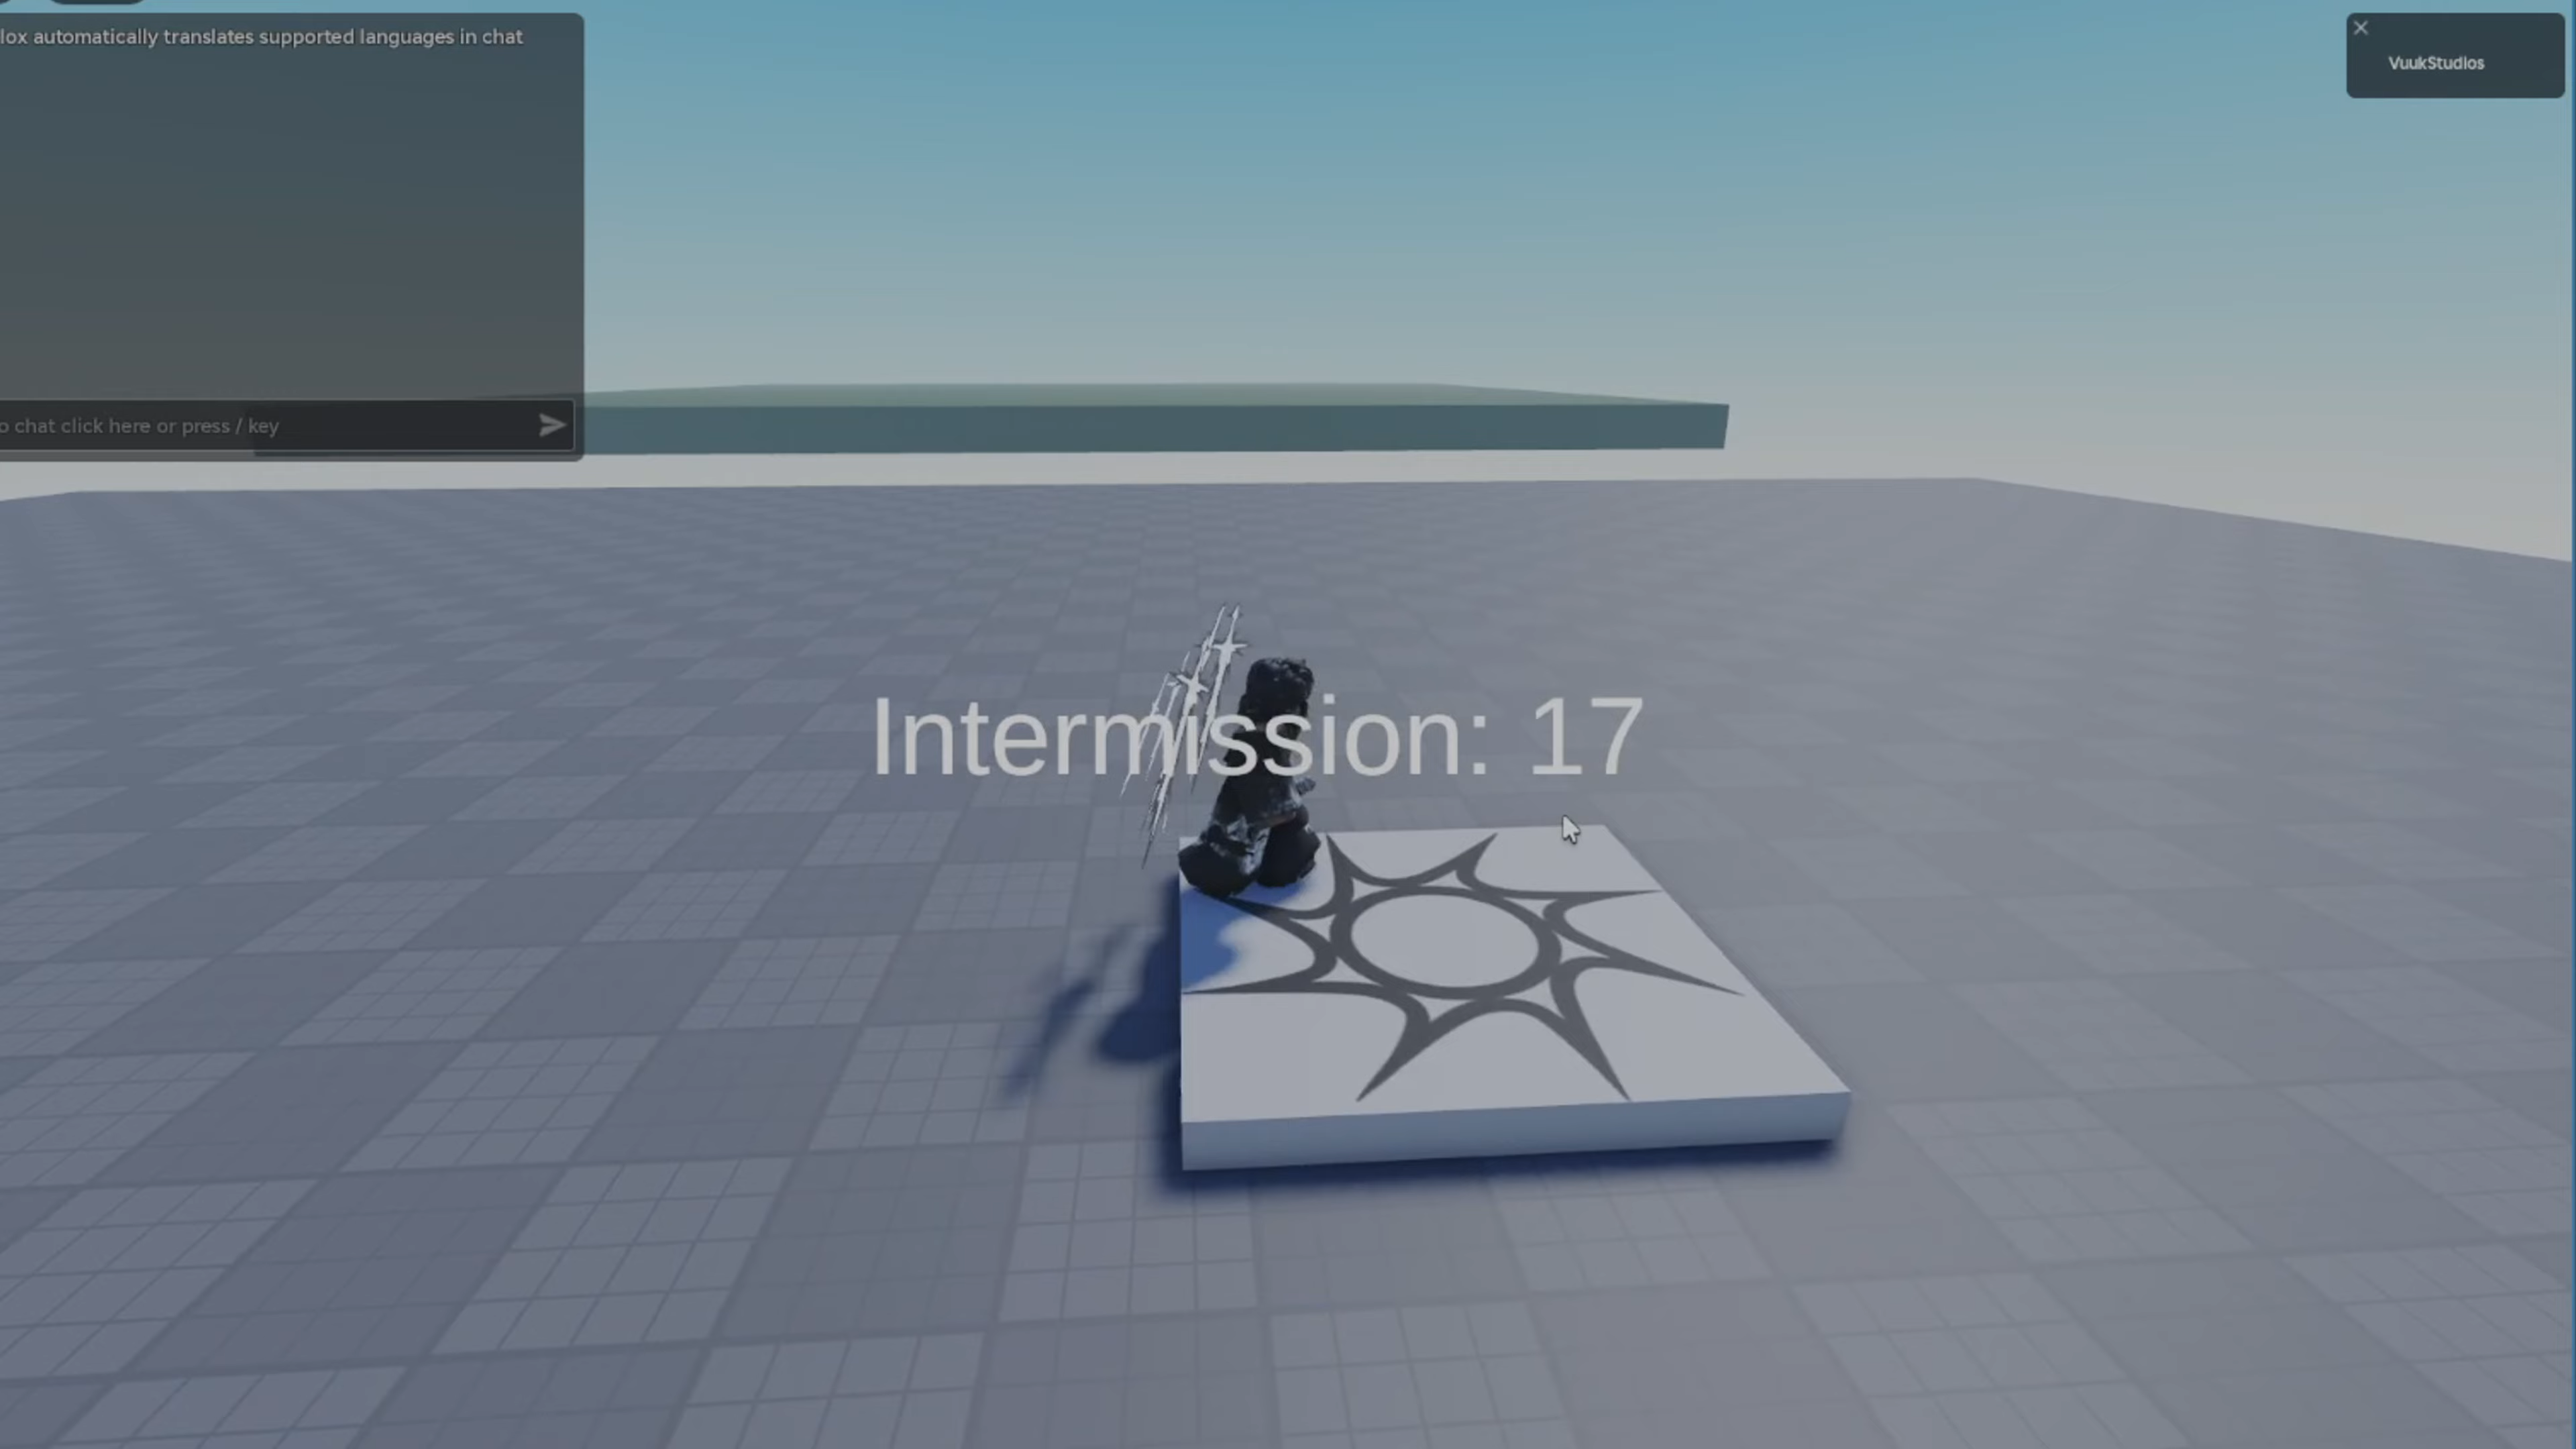 lox automatically translates supported languages in chat
VuukStudios
o chat click here or press / key
Intermission: 17